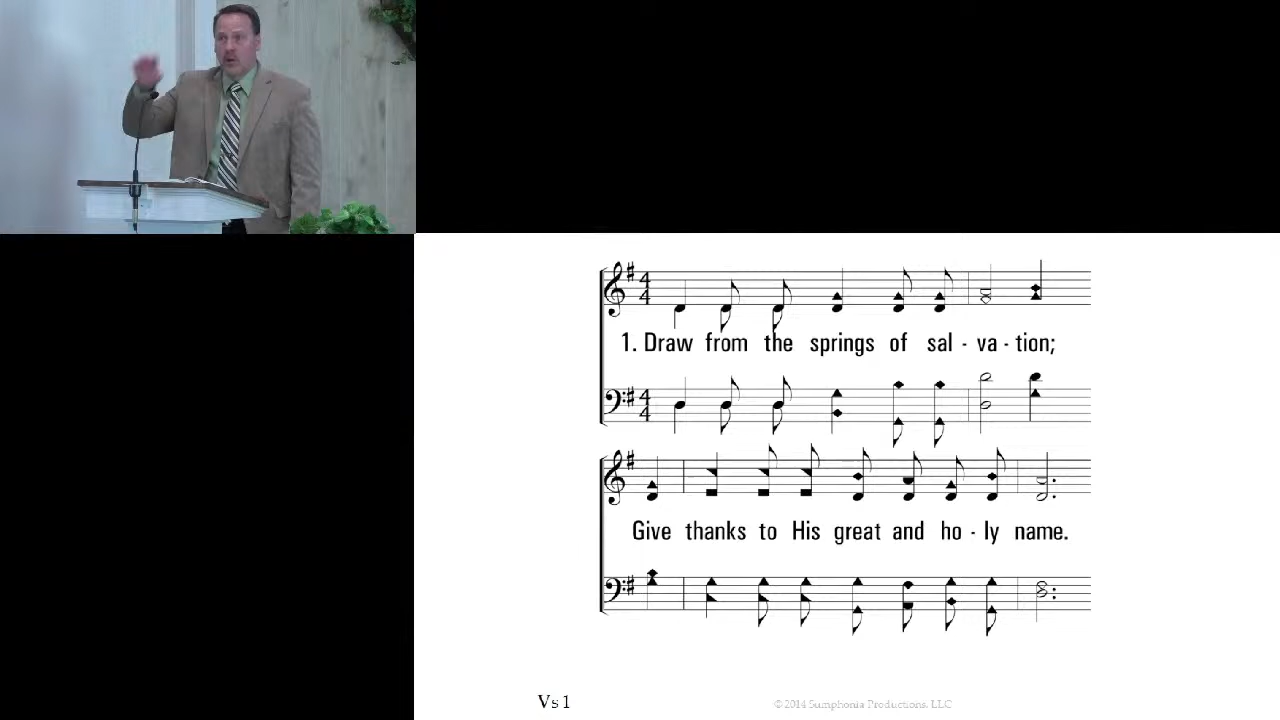 1. Draw from the springs of sal - va - tion;
Give thanks to His great and ho - ly name.
Vs 1
©2014 Sumphonia Productions, LLC